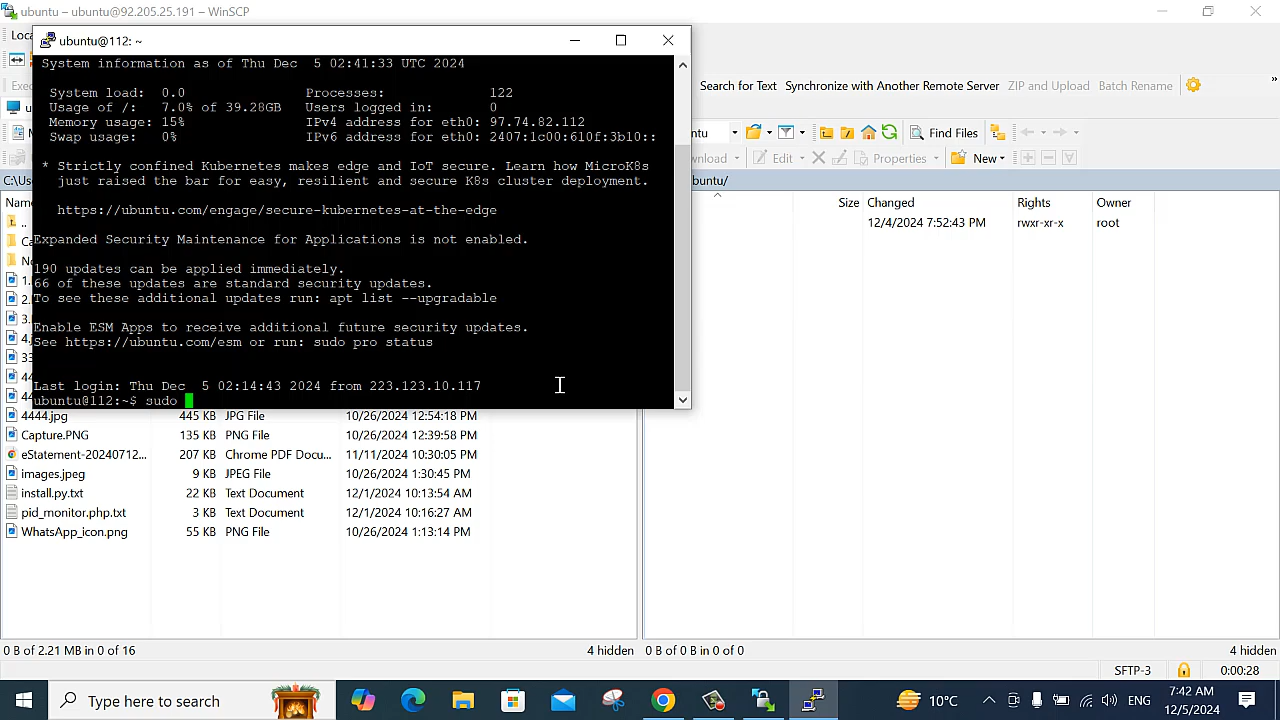 ubuntu – ubuntu@92.205.25.191 – WinSCP
ubuntu@112: ~
System information as of Thu Dec  5 02:41:33 UTC 2024
System load:  0.0    Processes:    122
Usage of /:   7.0% of 39.28GB   Users logged in:    0
Memory usage: 15%    IPv4 address for eth0: 97.74.82.112
Swap usage:   0%    IPv6 address for eth0: 2407:1c00:610f:3b10::
* Strictly confined Kubernetes makes edge and IoT secure. Learn how MicroK8s
just raised the bar for easy, resilient and secure K8s cluster deployment.
https://ubuntu.com/engage/secure-kubernetes-at-the-edge
Expanded Security Maintenance for Applications is not enabled.
190 updates can be applied immediately.
66 of these updates are standard security updates.
To see these additional updates run: apt list --upgradable
Enable ESM Apps to receive additional future security updates.
See https://ubuntu.com/esm or run: sudo pro status
Last login: Thu Dec  5 02:14:43 2024 from 223.123.10.117
ubuntu@112:~$ sudo
Search for Text Synchronize with Another Remote Server ZIP and Upload Batch Rename »
Find Files
Edit Properties New
Size Changed Rights Owner
12/4/2024 7:52:43 PM rwxr-xr-x root
4444.jpg 445 KB JPG File 10/26/2024 12:54:18 PM
Capture.PNG 135 KB PNG File 10/26/2024 12:39:58 PM
eStatement-20240712... 207 KB Chrome PDF Docu... 11/11/2024 10:30:05 PM
images.jpeg 9 KB JPEG File 10/26/2024 1:30:45 PM
install.py.txt 22 KB Text Document 12/1/2024 10:13:54 AM
pid_monitor.php.txt 3 KB Text Document 12/1/2024 10:16:27 AM
WhatsApp_icon.png 55 KB PNG File 10/26/2024 1:13:14 PM
0 B of 2.21 MB in 0 of 16 4 hidden 0 B of 0 B in 0 of 0 4 hidden
SFTP-3 0:00:28
Type here to search 10°C ENG 7:42 AM
12/5/2024